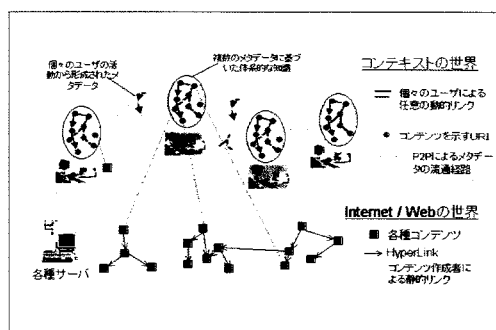 個々のユーザの活
動から形成されたメ
タデータ
複数のメタデータに基づ
いた体系的な知識
コンテキストの世界
個々のユーザによる
任意の動的リンク
コンテンツを示すURI
P2Pによるメタデー
タの流通経路
Internet / Webの世界
各種コンテンツ
HyperLink
コンテンツ作成者に
よる静的リンク
各種サーバ